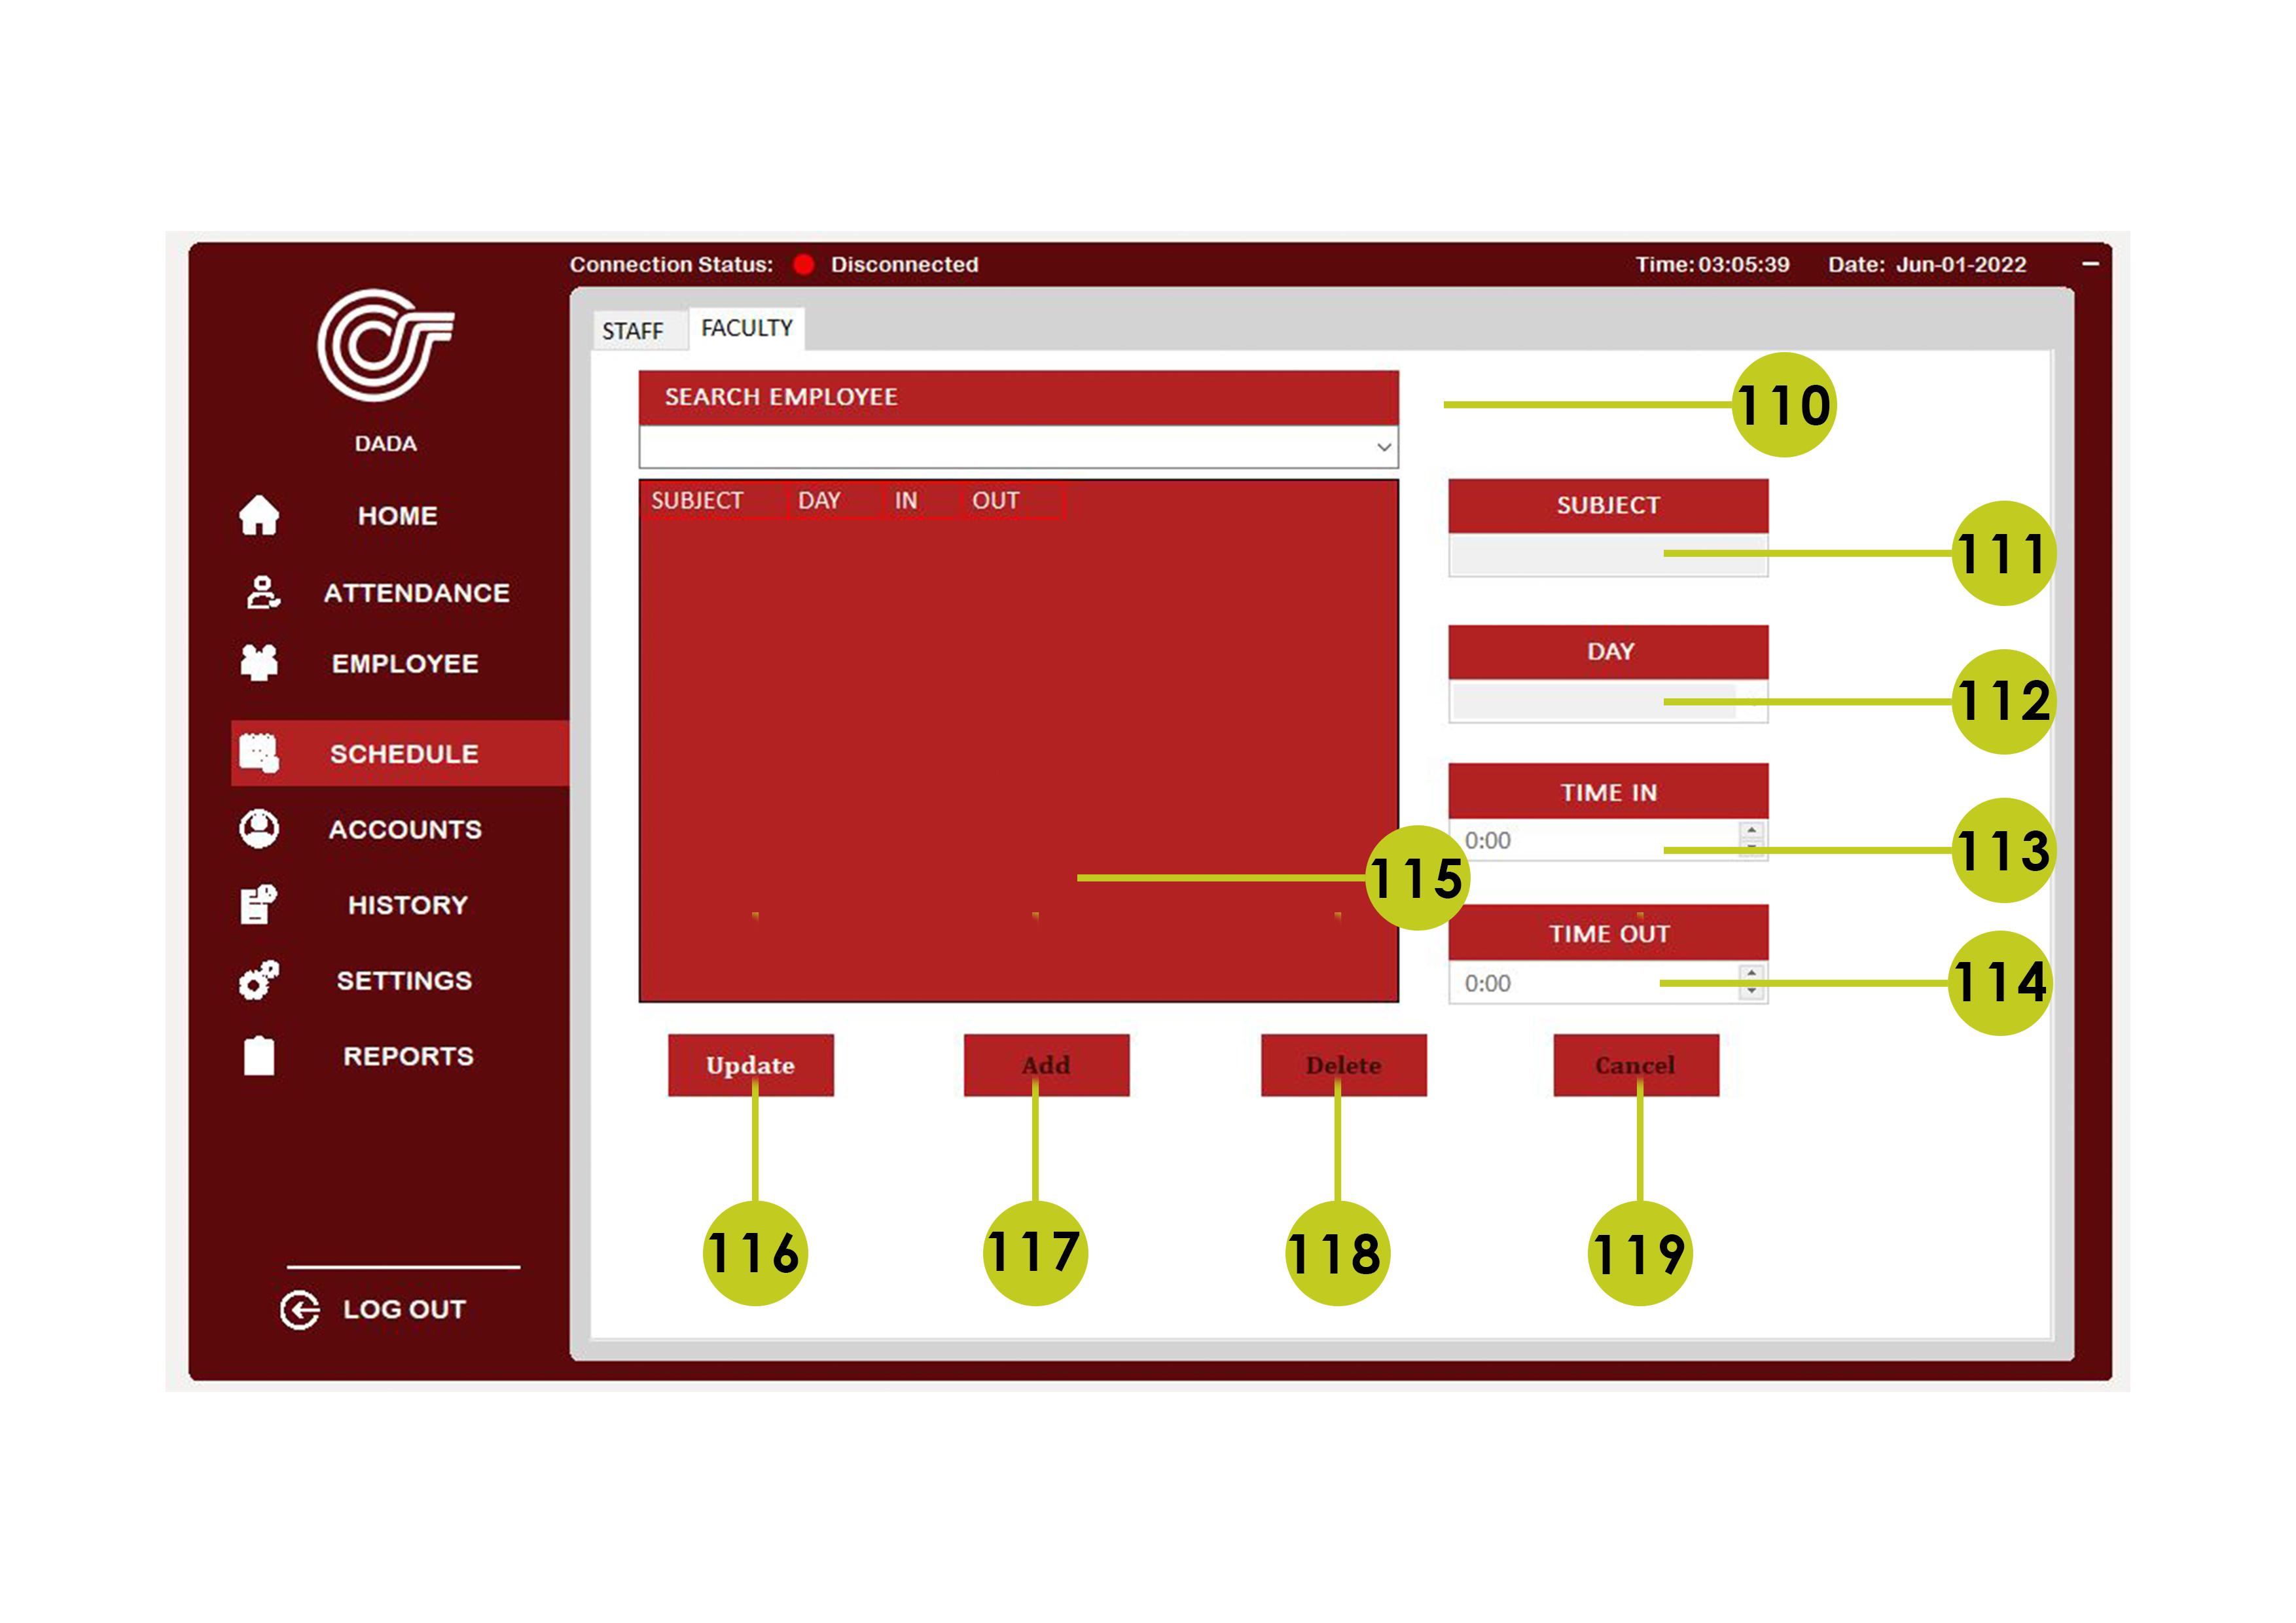 Connection Status: Disconnected Time: 03:05:39 Date: Jun-01-2022
DADA
HOME
ATTENDANCE
EMPLOYEE
SCHEDULE
ACCOUNTS
HISTORY
SETTINGS
REPORTS
LOG OUT
STAFF FACULTY
SEARCH EMPLOYEE
110
SUBJECT DAY IN OUT
115
SUBJECT
111
DAY
112
TIME IN
0:00
113
TIME OUT
0:00
114
Update Add Delete Cancel
116 117 118 119